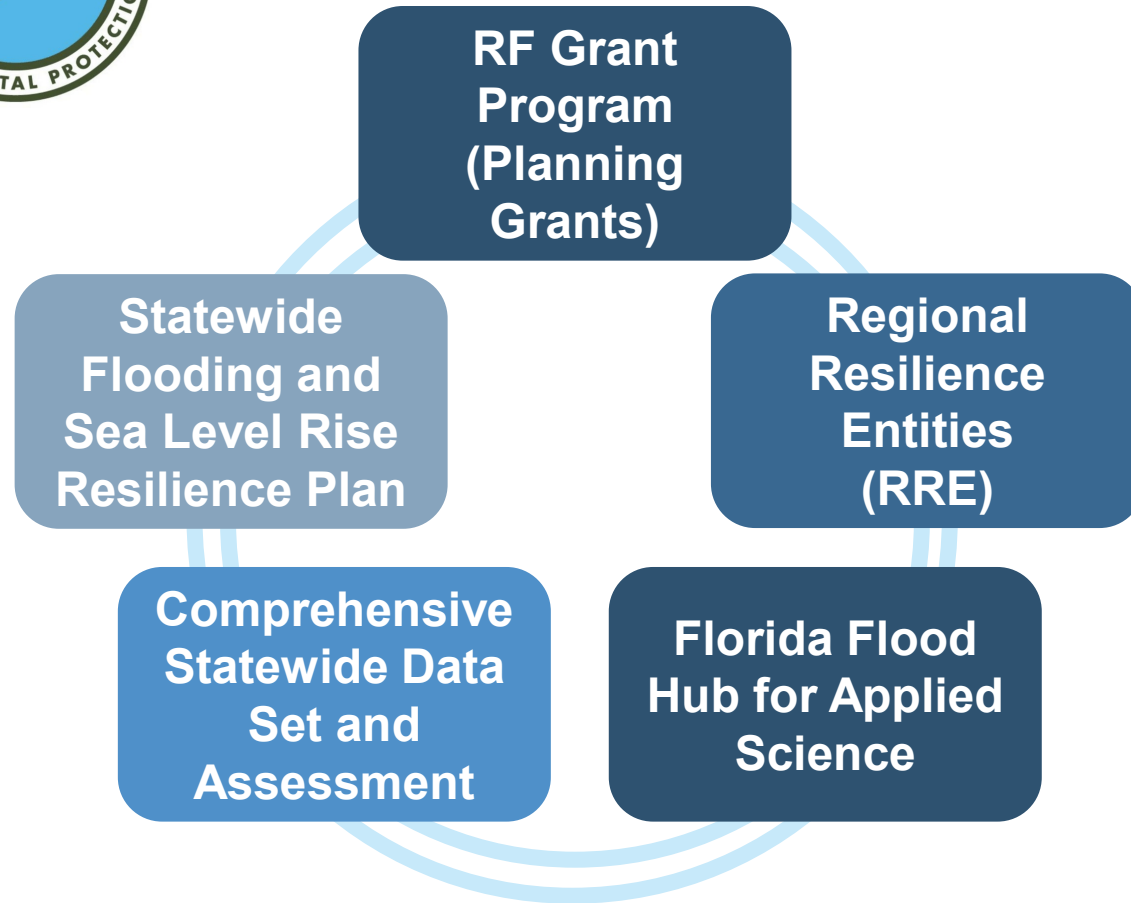 TAL PROTECTIO
RF Grant
Program
(Planning
Grants)
Statewide
Flooding and
Sea Level Rise
Resilience Plan
Regional
Resilience
Entities
(RRE)
Comprehensive
Statewide Data
Set and
Assessment
Florida Flood
Hub for Applied
Science